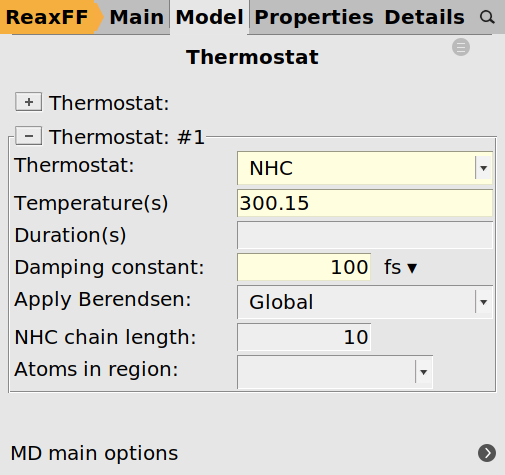 ReaxFF Main Model Properties Details
Thermostat
+ Thermostat:
− Thermostat: #1
Thermostat: NHC
Temperature(s) 300.15
Duration(s)
Damping constant: 100 fs
Apply Berendsen: Global
NHC chain length: 10
Atoms in region:
MD main options